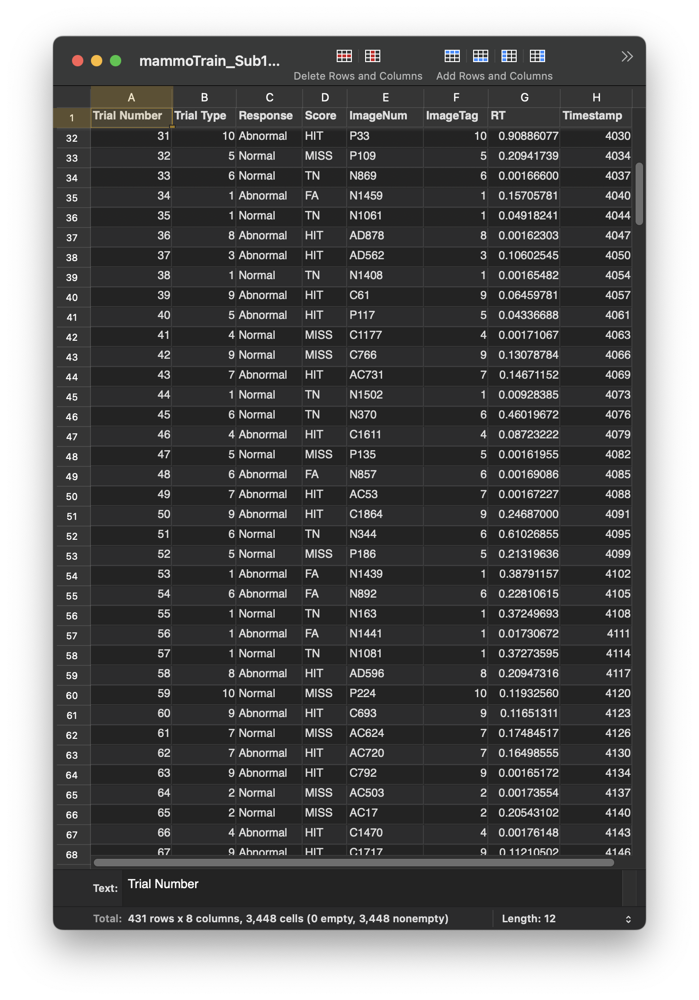 mammoTrain_Sub1...
Delete Rows and Columns Add Rows and Columns
A B C D E F G H
1 Trial Number Trial Type Response Score ImageNum ImageTag RT Timestamp
32 31 10 Abnormal HIT P33 10 0.90886077 4030
33 32 5 Normal MISS P109 5 0.20941739 4034
34 33 6 Normal TN N869 6 0.00166600 4037
35 34 1 Abnormal FA N1459 1 0.15705781 4040
36 35 1 Normal TN N1061 1 0.04918241 4044
37 36 8 Abnormal HIT AD878 8 0.00162303 4047
38 37 3 Abnormal HIT AD562 3 0.10602545 4050
39 38 1 Normal TN N1408 1 0.00165482 4054
40 39 9 Abnormal HIT C61 9 0.06459781 4057
41 40 5 Abnormal HIT P117 5 0.04336688 4061
42 41 4 Normal MISS C1177 4 0.00171067 4063
43 42 9 Normal MISS C766 9 0.13078784 4066
44 43 7 Abnormal HIT AC731 7 0.14671152 4069
45 44 1 Normal TN N1502 1 0.00928385 4073
46 45 6 Normal TN N370 6 0.46019672 4076
47 46 4 Abnormal HIT C1611 4 0.08723222 4079
48 47 5 Normal MISS P135 5 0.00161955 4082
49 48 6 Abnormal FA N857 6 0.00169086 4085
50 49 7 Abnormal HIT AC53 7 0.00167227 4088
51 50 9 Abnormal HIT C1864 9 0.24687000 4091
52 51 6 Normal TN N344 6 0.61026855 4095
53 52 5 Normal MISS P186 5 0.21319636 4099
54 53 1 Abnormal FA N1439 1 0.38791157 4102
55 54 6 Abnormal FA N892 6 0.22810615 4105
56 55 1 Normal TN N163 1 0.37249693 4108
57 56 1 Abnormal FA N1441 1 0.01730672 4111
58 57 1 Normal TN N1081 1 0.37273595 4114
59 58 8 Abnormal HIT AD596 8 0.20947316 4117
60 59 10 Normal MISS P224 10 0.11932560 4120
61 60 9 Abnormal HIT C693 9 0.11651311 4123
62 61 7 Normal MISS AC624 7 0.17484517 4126
63 62 7 Abnormal HIT AC720 7 0.16498555 4130
64 63 9 Abnormal HIT C792 9 0.00165172 4134
65 64 2 Normal MISS AC503 2 0.00173554 4137
66 65 2 Normal MISS AC17 2 0.20543102 4140
67 66 4 Abnormal HIT C1470 4 0.00176148 4143
68 67 9 Abnormal HIT C1717 9 0.11210502 4146
Text: Trial Number
Total: 431 rows x 8 columns, 3,448 cells (0 empty, 3,448 nonempty) Length: 12